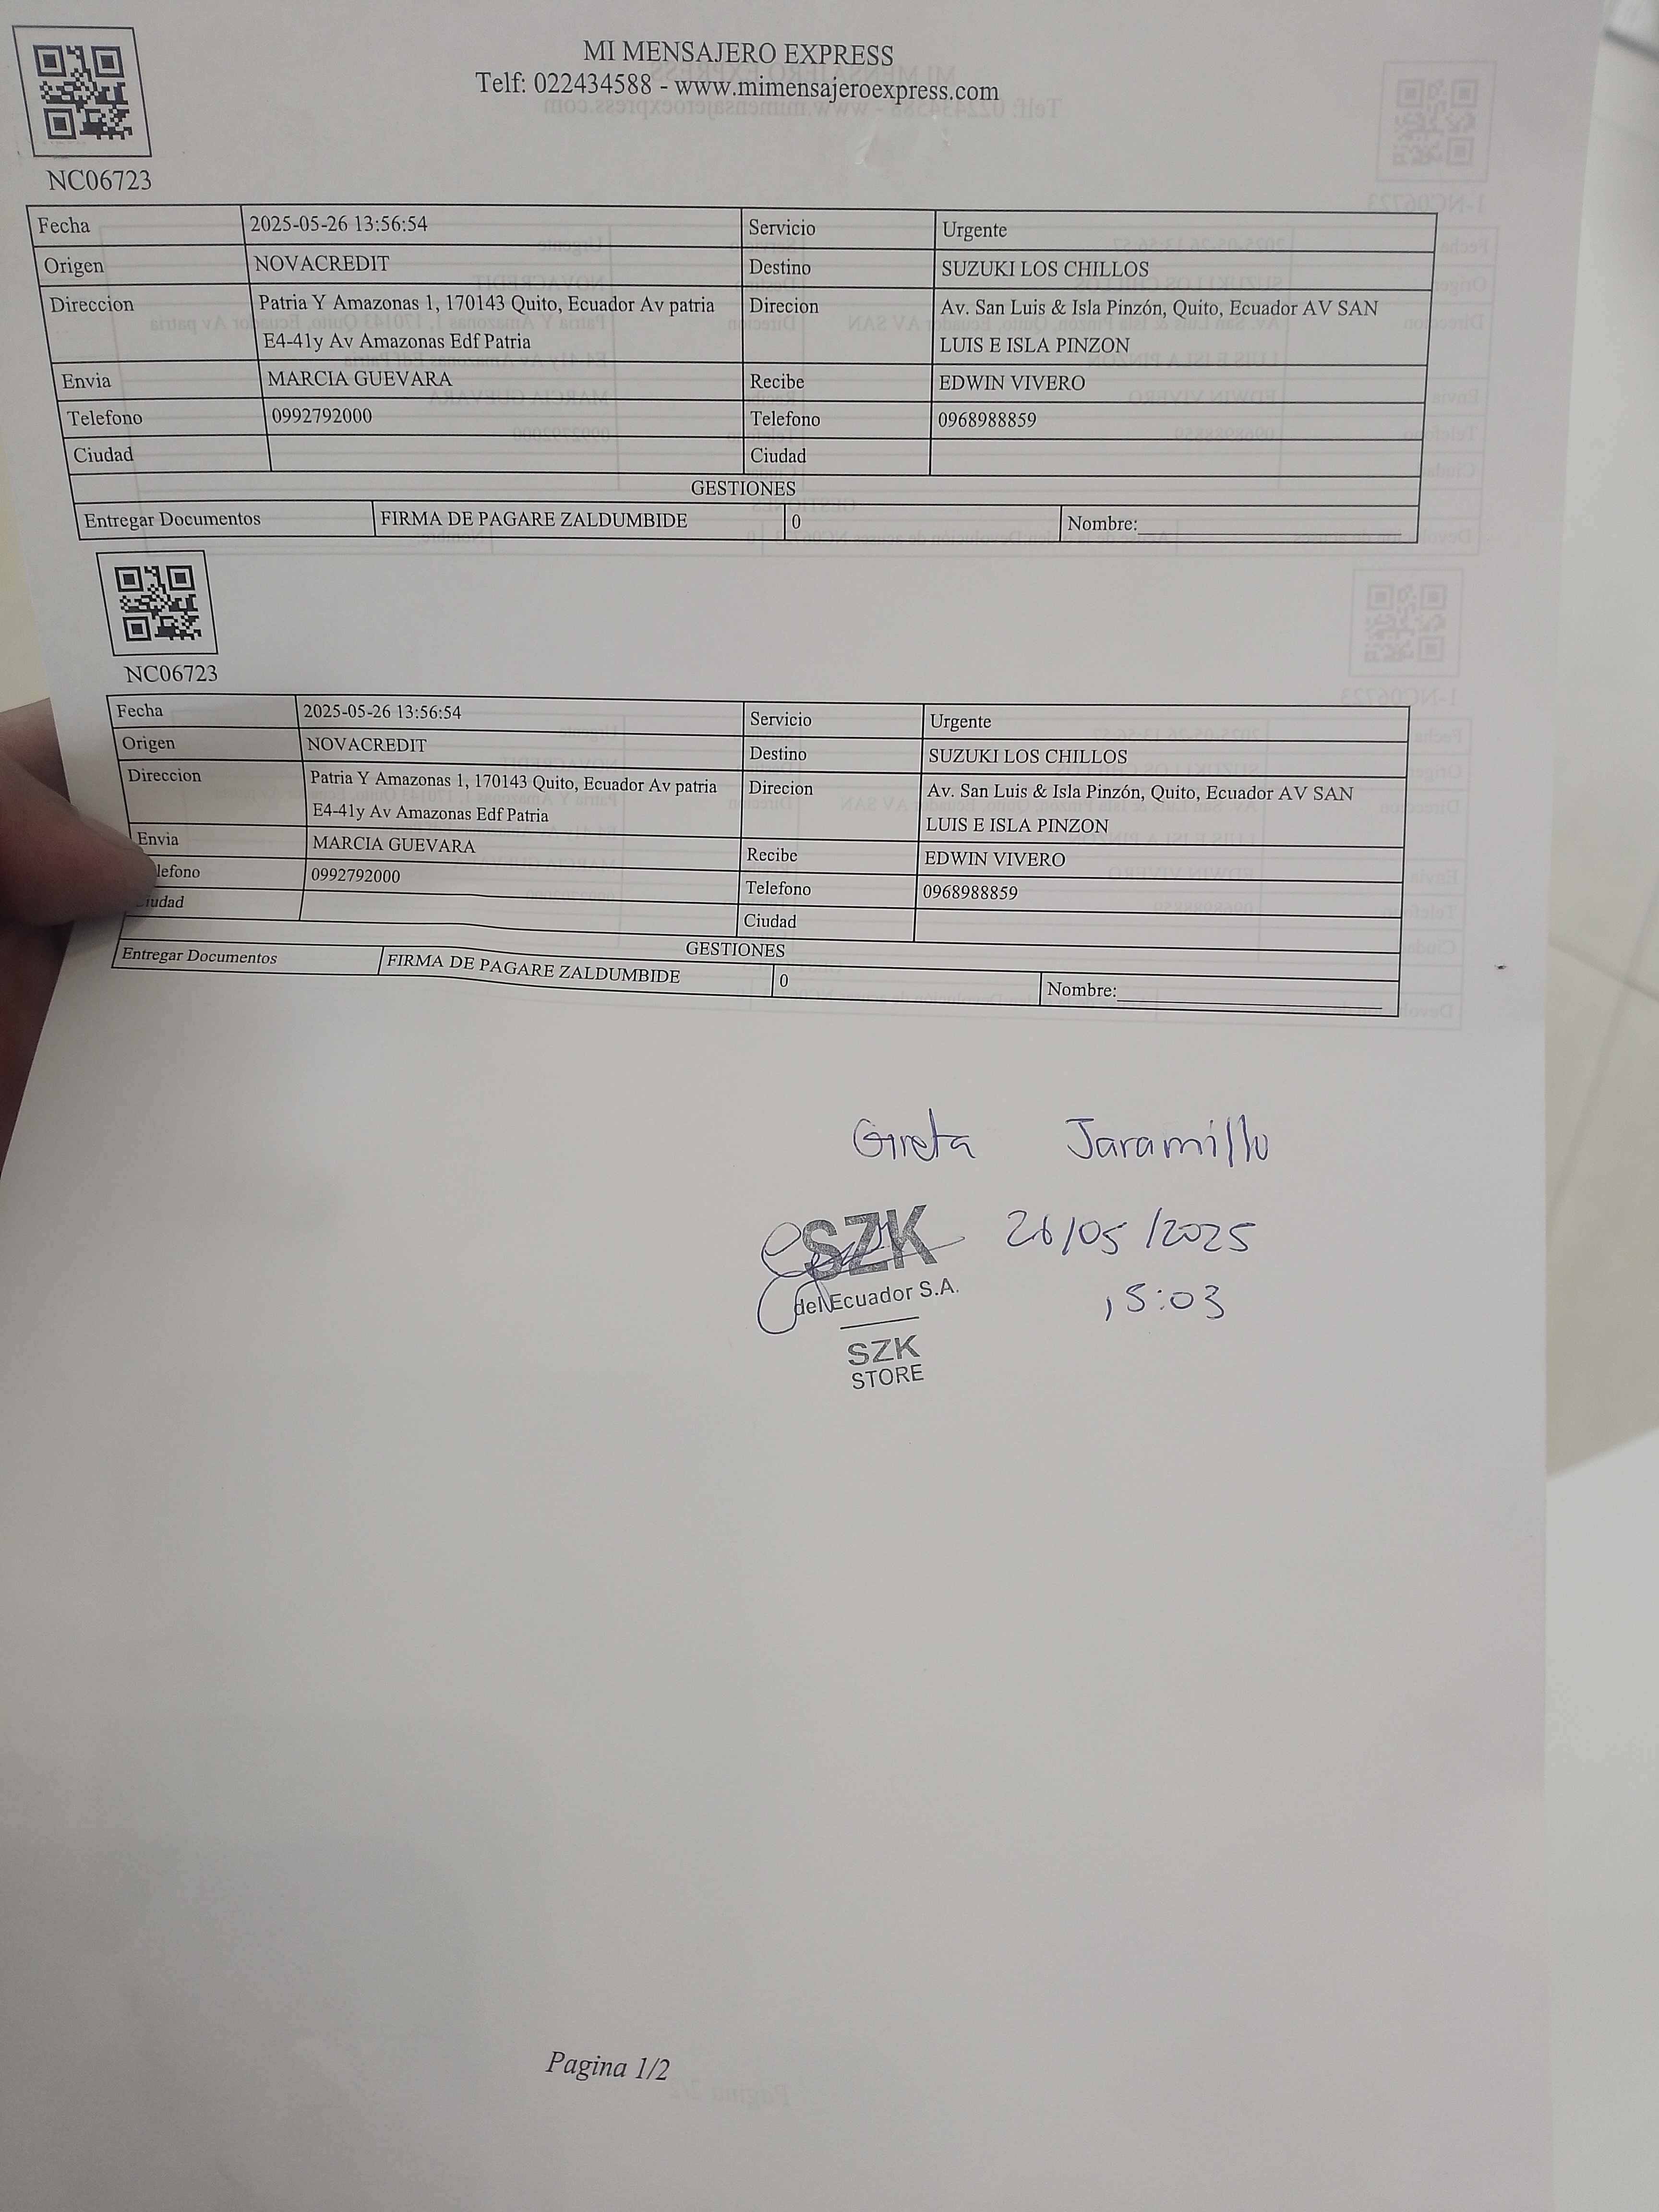 MI MENSAJERO EXPRESS
Telf: 022434588 - www.mimensajeroexpress.com
NC06723
Fecha 2025-05-26 13:56:54 Servicio Urgente
Origen NOVACREDIT Destino SUZUKI LOS CHILLOS
Direccion Patria Y Amazonas 1, 170143 Quito, Ecuador Av patria Direcion Av. San Luis & Isla Pinzón, Quito, Ecuador AV SAN
E4-41y Av Amazonas Edf Patria LUIS E ISLA PINZON
Envia MARCIA GUEVARA Recibe EDWIN VIVERO
Telefono 0992792000 Telefono 0968988859
Ciudad Ciudad
GESTIONES
Entregar Documentos FIRMA DE PAGARE ZALDUMBIDE 0 Nombre:
NC06723
Fecha 2025-05-26 13:56:54 Servicio Urgente
Origen NOVACREDIT Destino SUZUKI LOS CHILLOS
Direccion Patria Y Amazonas 1, 170143 Quito, Ecuador Av patria Direcion Av. San Luis & Isla Pinzón, Quito, Ecuador AV SAN
E4-41y Av Amazonas Edf Patria LUIS E ISLA PINZON
Envia MARCIA GUEVARA Recibe EDWIN VIVERO
lefono 0992792000 Telefono 0968988859
iudad Ciudad
GESTIONES
Entregar Documentos FIRMA DE PAGARE ZALDUMBIDE 0 Nombre:
Greta Jaramillo
SZK 26/05/2025
del Ecuador S.A. 15:03
SZK
STORE
Pagina 1/2